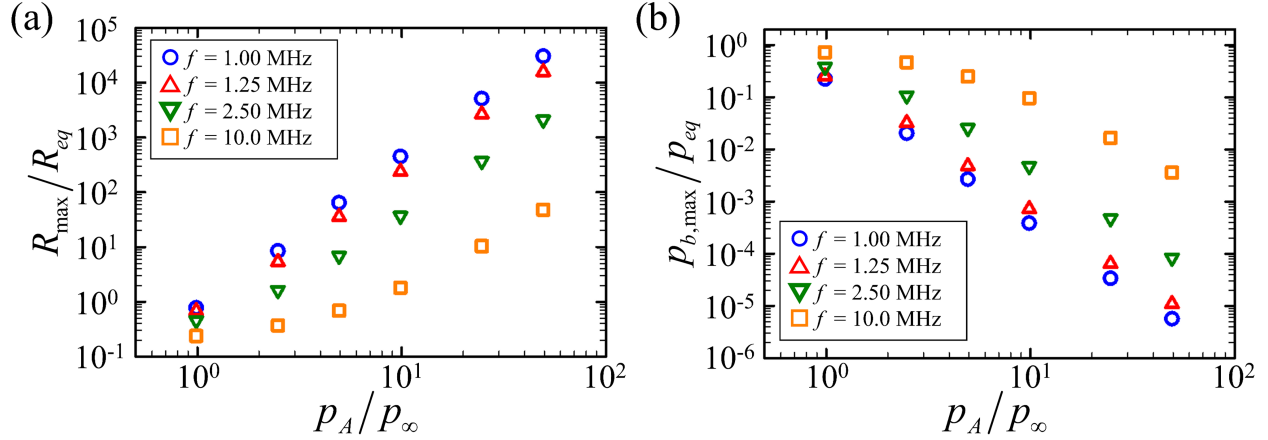 (a)
R_max / R_eq
10^5
10^4
10^3
10^2
10^1
10^0
10^-1
f = 1.00 MHz
f = 1.25 MHz
f = 2.50 MHz
f = 10.0 MHz
10^0 10^1 10^2
p_A / p_∞
(b)
p_b,max / p_eq
10^0
10^-1
10^-2
10^-3
10^-4
10^-5
10^-6
f = 1.00 MHz
f = 1.25 MHz
f = 2.50 MHz
f = 10.0 MHz
10^0 10^1 10^2
p_A / p_∞